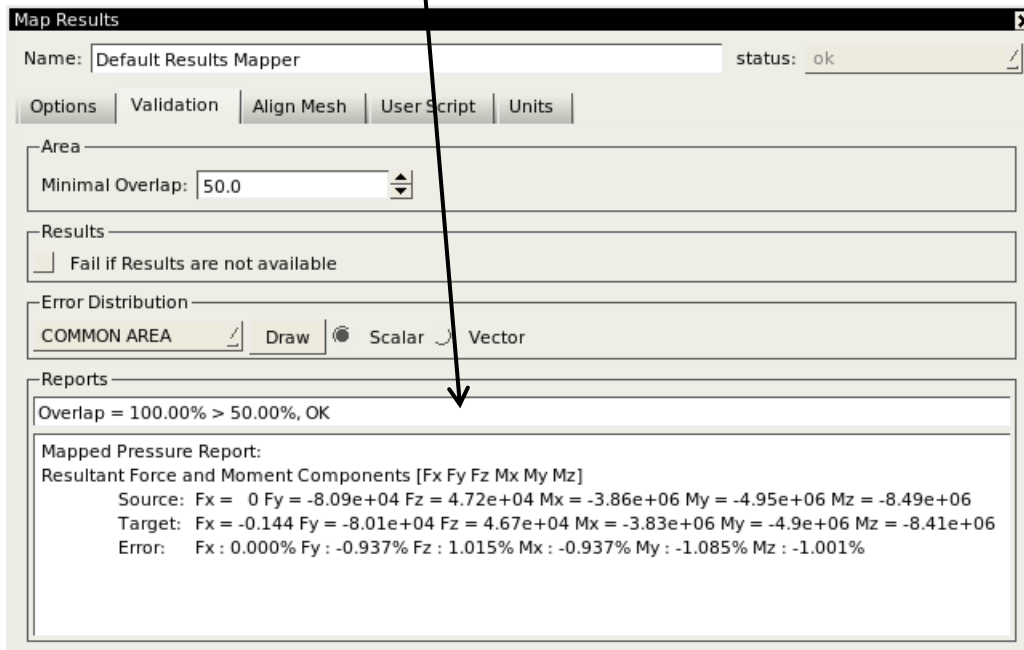 Map Results
Name: Default Results Mapper status: ok
Options Validation Align Mesh User Script Units
Area
Minimal Overlap: 50.0
Results
Fail if Results are not available
Error Distribution
COMMON AREA Draw Scalar Vector
Reports
Overlap = 100.00% > 50.00%, OK
Mapped Pressure Report:
Resultant Force and Moment Components [Fx Fy Fz Mx My Mz]
Source: Fx = 0 Fy = -8.09e+04 Fz = 4.72e+04 Mx = -3.86e+06 My = -4.95e+06 Mz = -8.49e+06
Target: Fx = -0.144 Fy = -8.01e+04 Fz = 4.67e+04 Mx = -3.83e+06 My = -4.9e+06 Mz = -8.41e+06
Error: Fx : 0.000% Fy : -0.937% Fz : 1.015% Mx : -0.937% My : -1.085% Mz : -1.001%